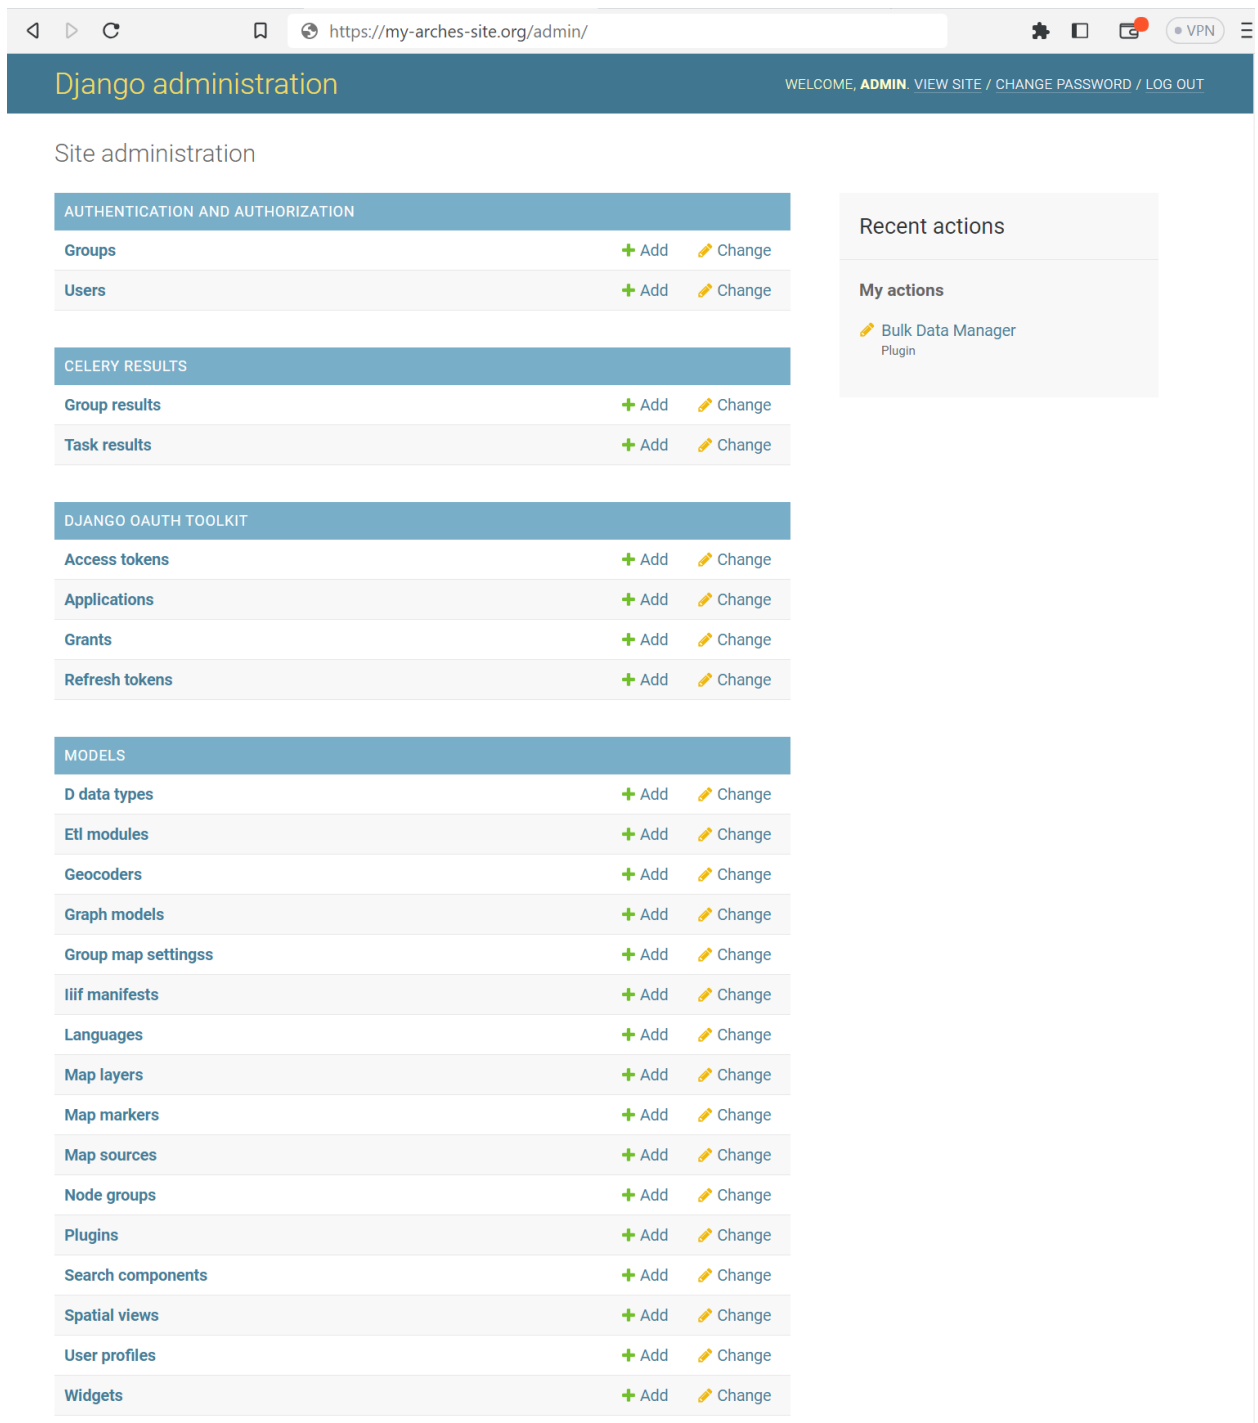 https://my-arches-site.org/admin/
VPN
Django administration
WELCOME, ADMIN. VIEW SITE / CHANGE PASSWORD / LOG OUT
Site administration
AUTHENTICATION AND AUTHORIZATION
Groups Add Change
Users Add Change
CELERY RESULTS
Group results Add Change
Task results Add Change
DJANGO OAUTH TOOLKIT
Access tokens Add Change
Applications Add Change
Grants Add Change
Refresh tokens Add Change
MODELS
D data types Add Change
Etl modules Add Change
Geocoders Add Change
Graph models Add Change
Group map settingss Add Change
Iiif manifests Add Change
Languages Add Change
Map layers Add Change
Map markers Add Change
Map sources Add Change
Node groups Add Change
Plugins Add Change
Search components Add Change
Spatial views Add Change
User profiles Add Change
Widgets Add Change
Recent actions
My actions
Bulk Data Manager
Plugin